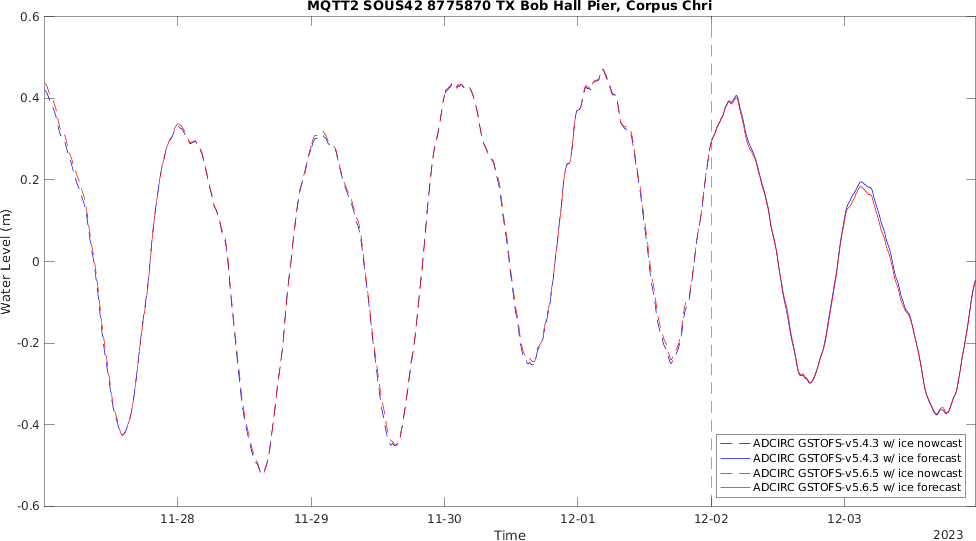 MQTT2 SOUS42 8775870 TX Bob Hall Pier, Corpus Chri
0.6
0.4
0.2
0
-0.2
-0.4
-0.6
Water Level (m)
11-28
11-29
11-30
12-01
12-02
12-03
Time
2023
ADCIRC GSTOFS-v5.4.3 w/ ice nowcast
ADCIRC GSTOFS-v5.4.3 w/ ice forecast
ADCIRC GSTOFS-v5.6.5 w/ ice nowcast
ADCIRC GSTOFS-v5.6.5 w/ ice forecast